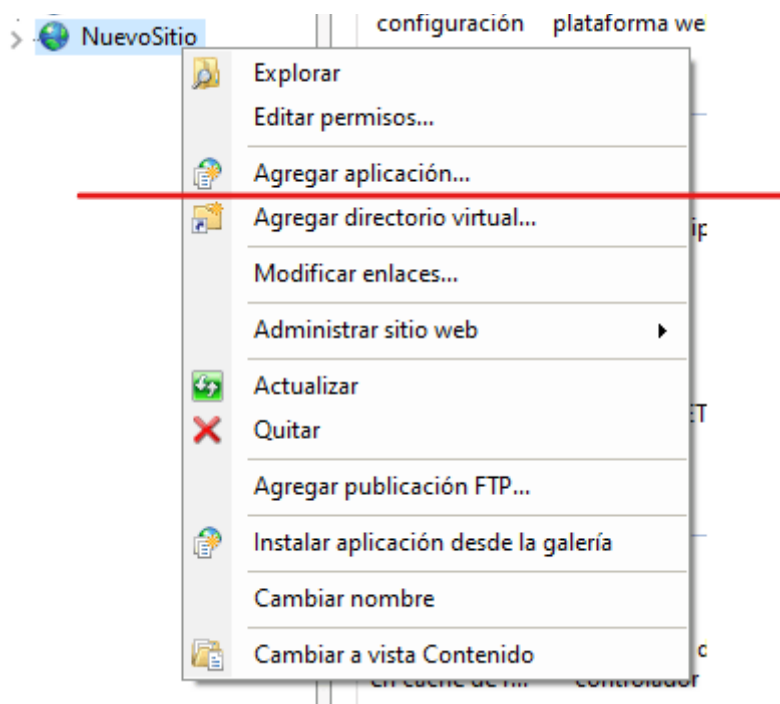 configuración plataforma we
NuevoSitio
Explorar
Editar permisos...
Agregar aplicación...
Agregar directorio virtual...
Modificar enlaces...
Administrar sitio web
Actualizar
Quitar
Agregar publicación FTP...
Instalar aplicación desde la galería
Cambiar nombre
Cambiar a vista Contenido